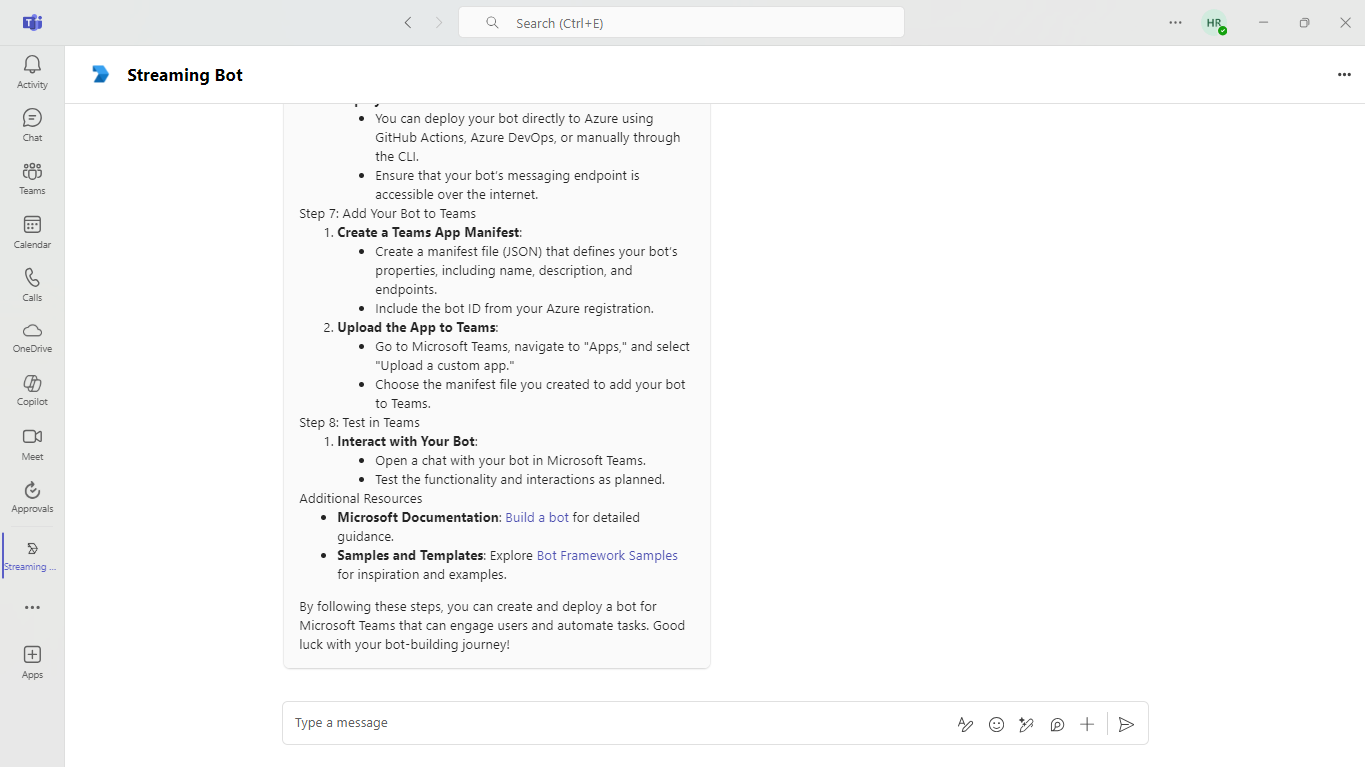 Search (Ctrl+E)
HR
Activity
Chat
Teams
Calendar
Calls
OneDrive
Copilot
Meet
Approvals
Streaming ...
Apps
Streaming Bot
• You can deploy your bot directly to Azure using
GitHub Actions, Azure DevOps, or manually through
the CLI.
• Ensure that your bot's messaging endpoint is
accessible over the internet.
Step 7: Add Your Bot to Teams
1. Create a Teams App Manifest:
• Create a manifest file (JSON) that defines your bot's
properties, including name, description, and
endpoints.
• Include the bot ID from your Azure registration.
2. Upload the App to Teams:
• Go to Microsoft Teams, navigate to "Apps," and select
"Upload a custom app."
• Choose the manifest file you created to add your bot
to Teams.
Step 8: Test in Teams
1. Interact with Your Bot:
• Open a chat with your bot in Microsoft Teams.
• Test the functionality and interactions as planned.
Additional Resources
• Microsoft Documentation: Build a bot for detailed
guidance.
• Samples and Templates: Explore Bot Framework Samples
for inspiration and examples.
By following these steps, you can create and deploy a bot for
Microsoft Teams that can engage users and automate tasks. Good
luck with your bot-building journey!
Type a message